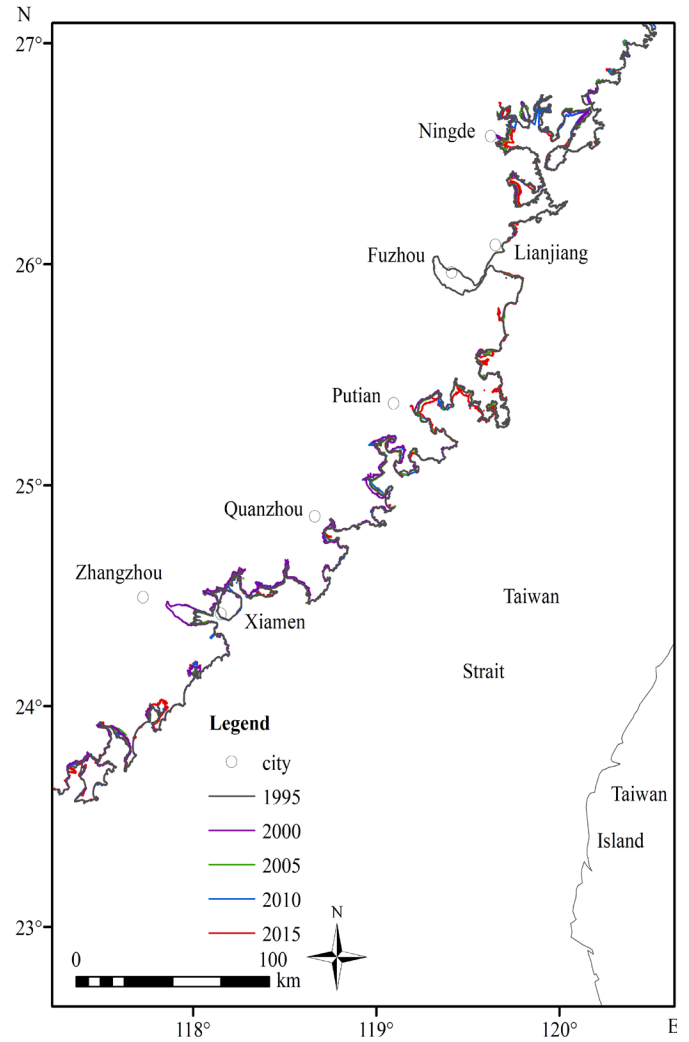 N
27°
Ningde
Fuzhou
Lianjiang
26°
Putian
25°
Quanzhou
Zhangzhou
Xiamen
Taiwan
Strait
24°
Legend
city
1995
2000
2005
2010
2015
Taiwan
Island
23°
N
0
100
km
118°
119°
120°
E